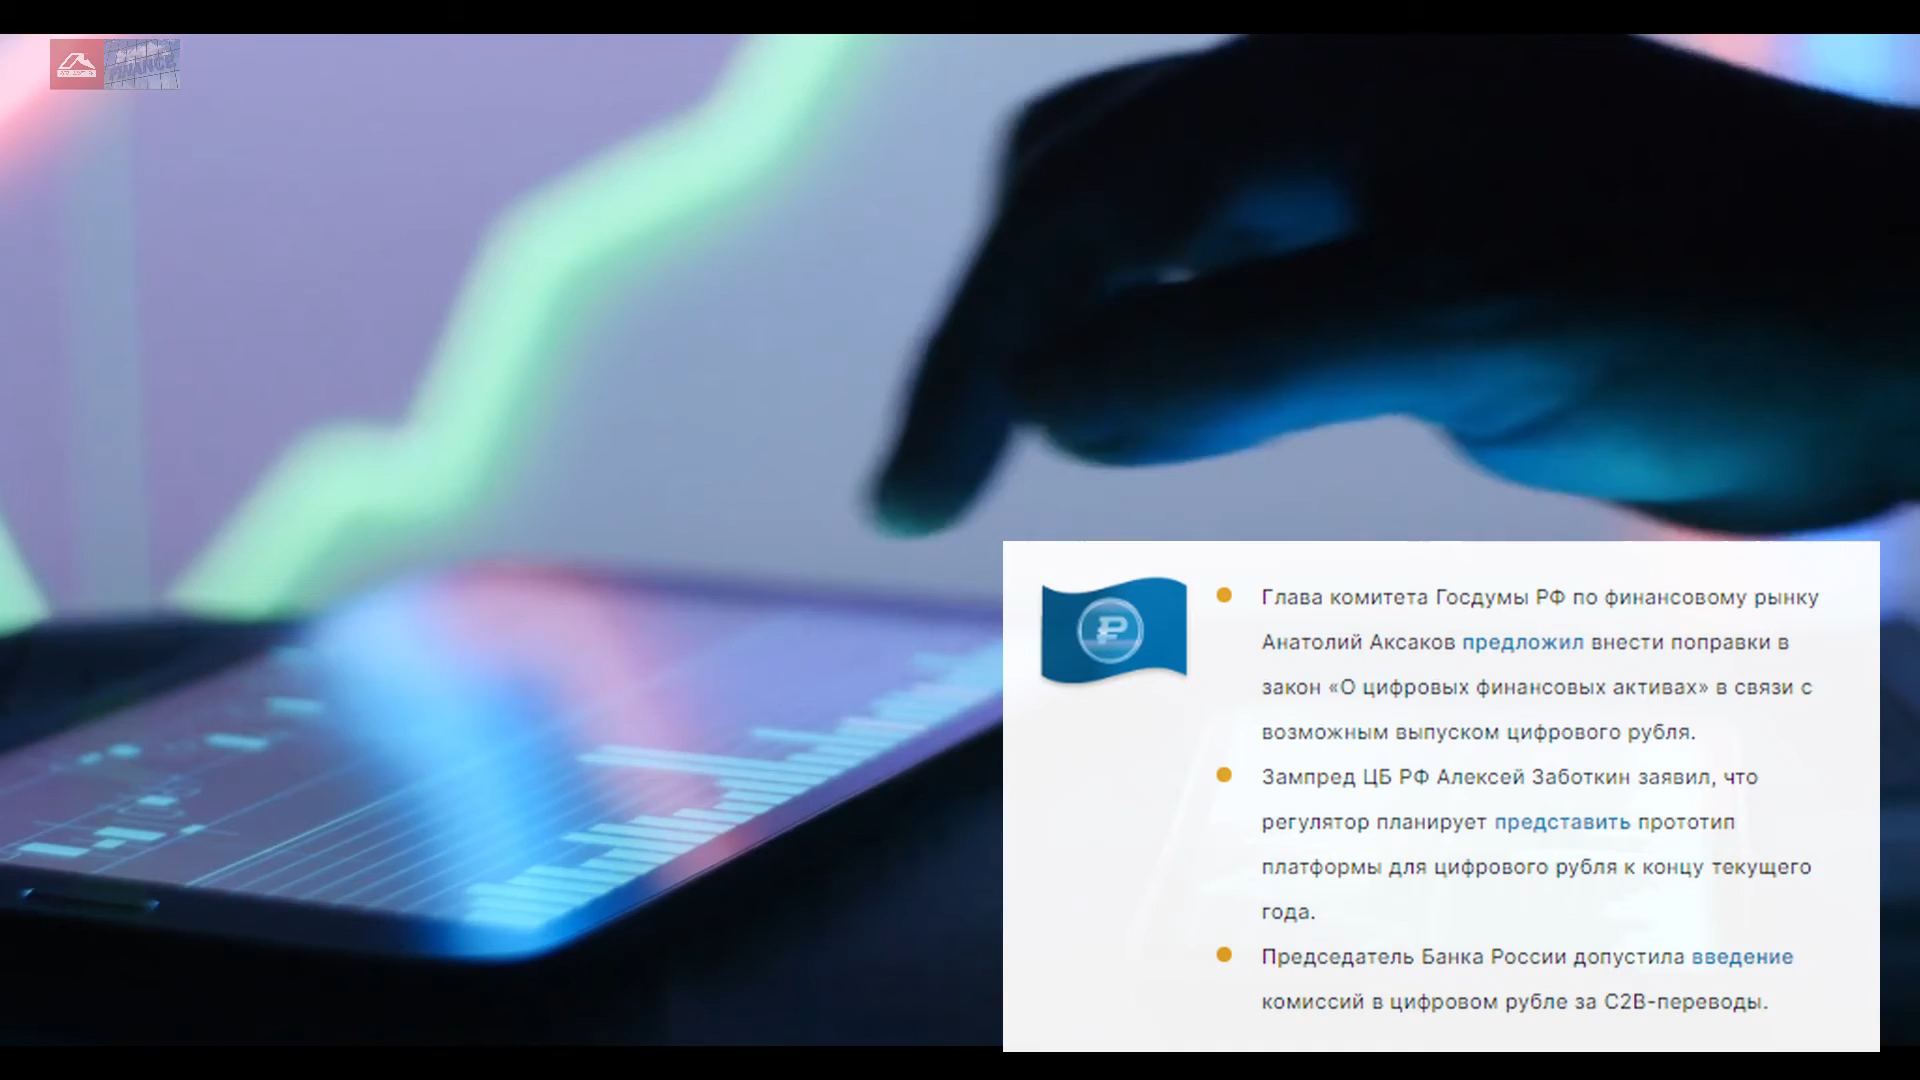 FINANCE
Глава комитета Госдумы РФ по финансовому рынку
Анатолий Аксаков предложил внести поправки в
закон «О цифровых финансовых активах» в связи с
возможным выпуском цифрового рубля.
Зампред ЦБ РФ Алексей Заботкин заявил, что
регулятор планирует представить прототип
платформы для цифрового рубля к концу текущего
года.
Председатель Банка России допустила введение
комиссий в цифровом рубле за C2B-переводы.